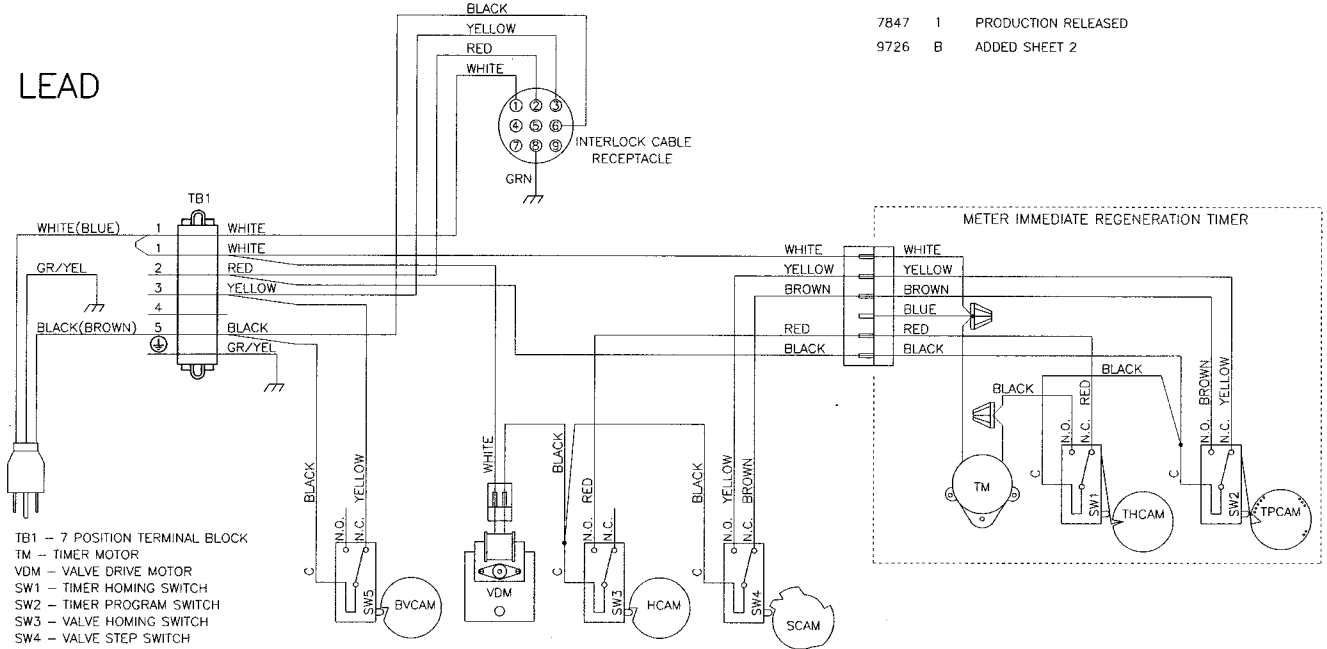 BLACK
YELLOW
RED
WHITE
7847 1 PRODUCTION RELEASED
9726 B ADDED SHEET 2
LEAD
1 2 3
4 5 6
7 8 9
INTERLOCK CABLE
RECEPTACLE
GRN
TB1
WHITE(BLUE) 1 WHITE
1 WHITE
GR/YEL 2 RED
3 YELLOW
4
BLACK(BROWN) 5 BLACK
GR/YEL
METER IMMEDIATE REGENERATION TIMER
WHITE WHITE
YELLOW YELLOW
BROWN BROWN
BLUE
RED RED
BLACK BLACK
BLACK
BLACK
RED
BROWN
YELLOW
N.O.
N.C.
N.O.
N.C.
C
C
TM
SW1
THCAM
SW2
TPCAM
BLACK
YELLOW
WHITE
BLACK
RED
BLACK
YELLOW
BROWN
N.O.
N.C.
N.O.
N.C.
N.O.
N.C.
C
C
C
SW5
BVCAM
VDM
SW3
HCAM
SW4
SCAM
TB1 – 7 POSITION TERMINAL BLOCK
TM – TIMER MOTOR
VDM – VALVE DRIVE MOTOR
SW1 – TIMER HOMING SWITCH
SW2 – TIMER PROGRAM SWITCH
SW3 – VALVE HOMING SWITCH
SW4 – VALVE STEP SWITCH